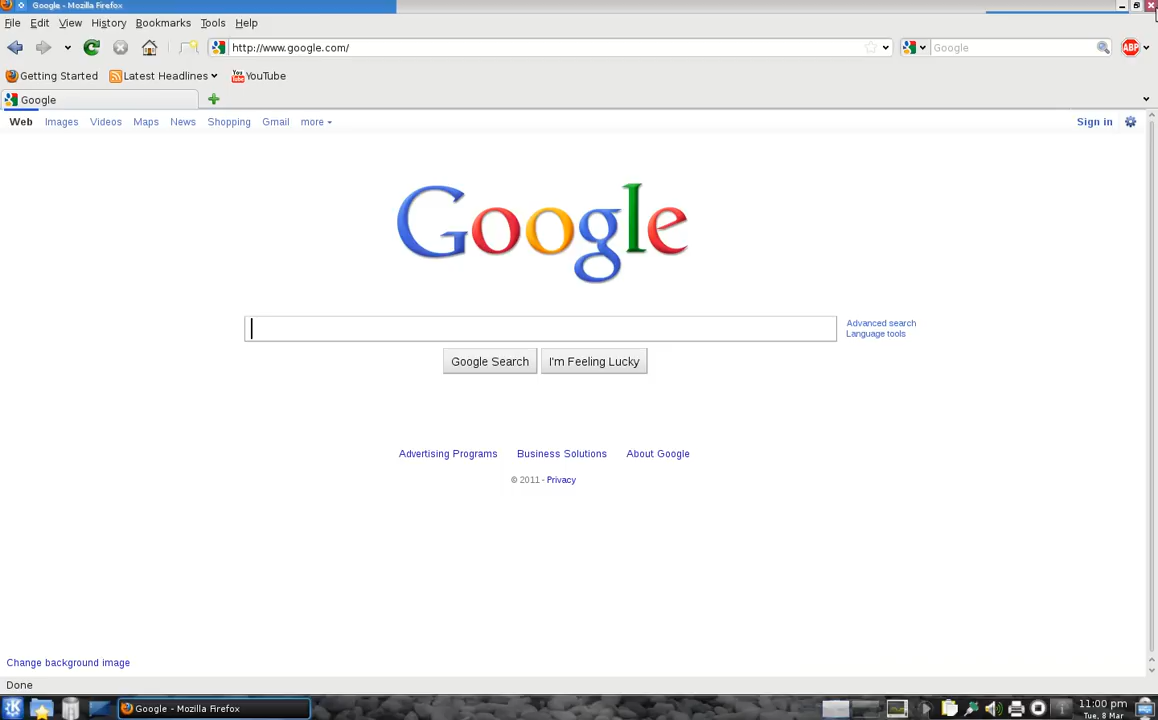 Google - Mozilla Firefox
File Edit View History Bookmarks Tools Help
http://www.google.com/ Google ABP
Getting Started Latest Headlines You Tube YouTube
Google
Web Images Videos Maps News Shopping Gmail more Sign in
Google
Advanced search
Language tools
Google Search I'm Feeling Lucky
Advertising Programs Business Solutions About Google
© 2011 - Privacy
Change background image
Done
Google - Mozilla Firefox 11:00 pm
Tue, 8 Mar